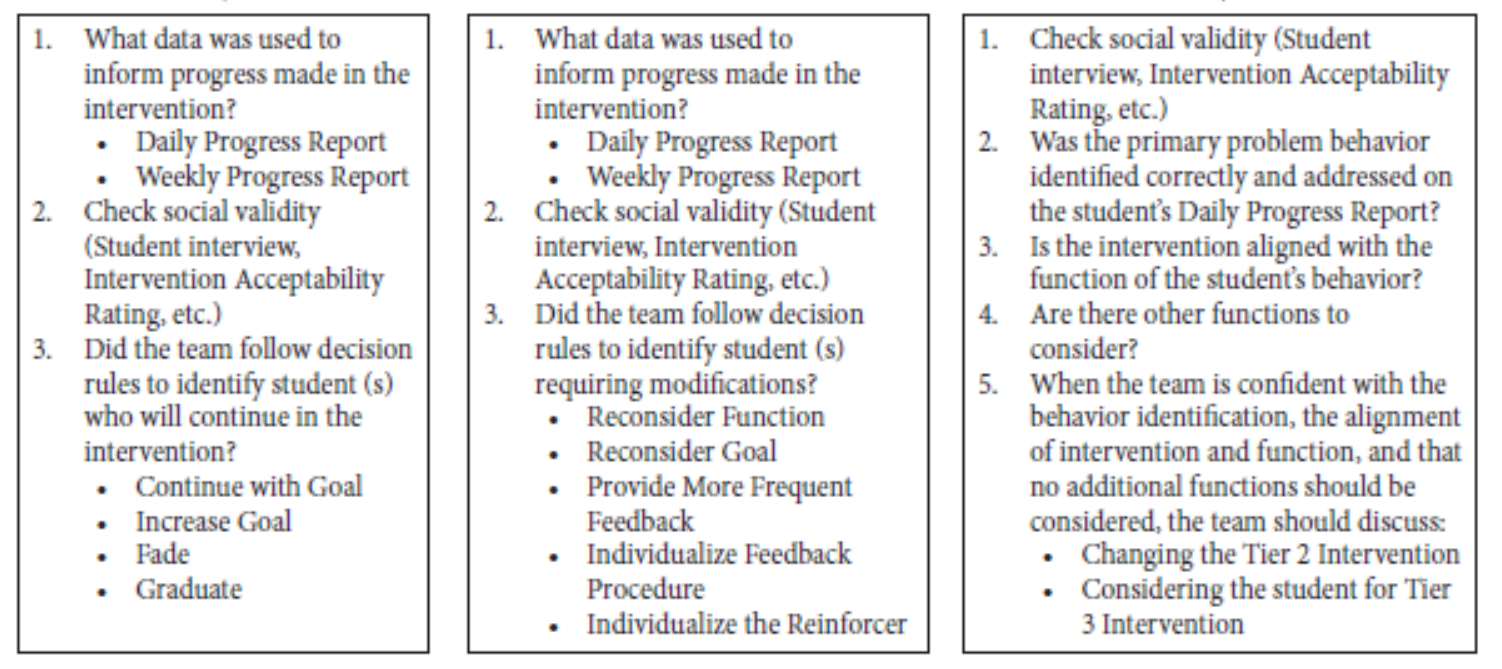 1. What data was used to
inform progress made in the
intervention?
• Daily Progress Report
• Weekly Progress Report
2. Check social validity
(Student interview,
Intervention Acceptability
Rating, etc.)
3. Did the team follow decision
rules to identify student (s)
who will continue in the
intervention?
• Continue with Goal
• Increase Goal
• Fade
• Graduate
1. What data was used to
inform progress made in the
intervention?
• Daily Progress Report
• Weekly Progress Report
2. Check social validity (Student
interview, Intervention
Acceptability Rating, etc.)
3. Did the team follow decision
rules to identify student (s)
requiring modifications?
• Reconsider Function
• Reconsider Goal
• Provide More Frequent
Feedback
• Individualize Feedback
Procedure
• Individualize the Reinforcer
1. Check social validity (Student
interview, Intervention Acceptability
Rating, etc.)
2. Was the primary problem behavior
identified correctly and addressed on
the student's Daily Progress Report?
3. Is the intervention aligned with the
function of the student's behavior?
4. Are there other functions to
consider?
5. When the team is confident with the
behavior identification, the alignment
of intervention and function, and that
no additional functions should be
considered, the team should discuss:
• Changing the Tier 2 Intervention
• Considering the student for Tier
3 Intervention